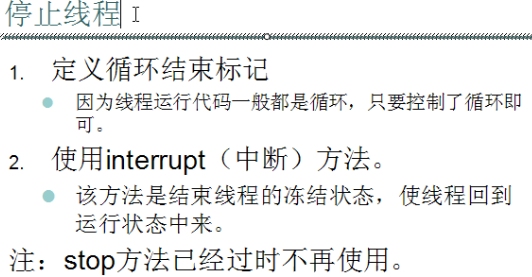 停止线程
1. 定义循环结束标记
因为线程运行代码一般都是循环，只要控制了循环即
可。
2. 使用interrupt（中断）方法。
该方法是结束线程的冻结状态，使线程回到
运行状态中来。
注：stop方法已经过时不再使用。